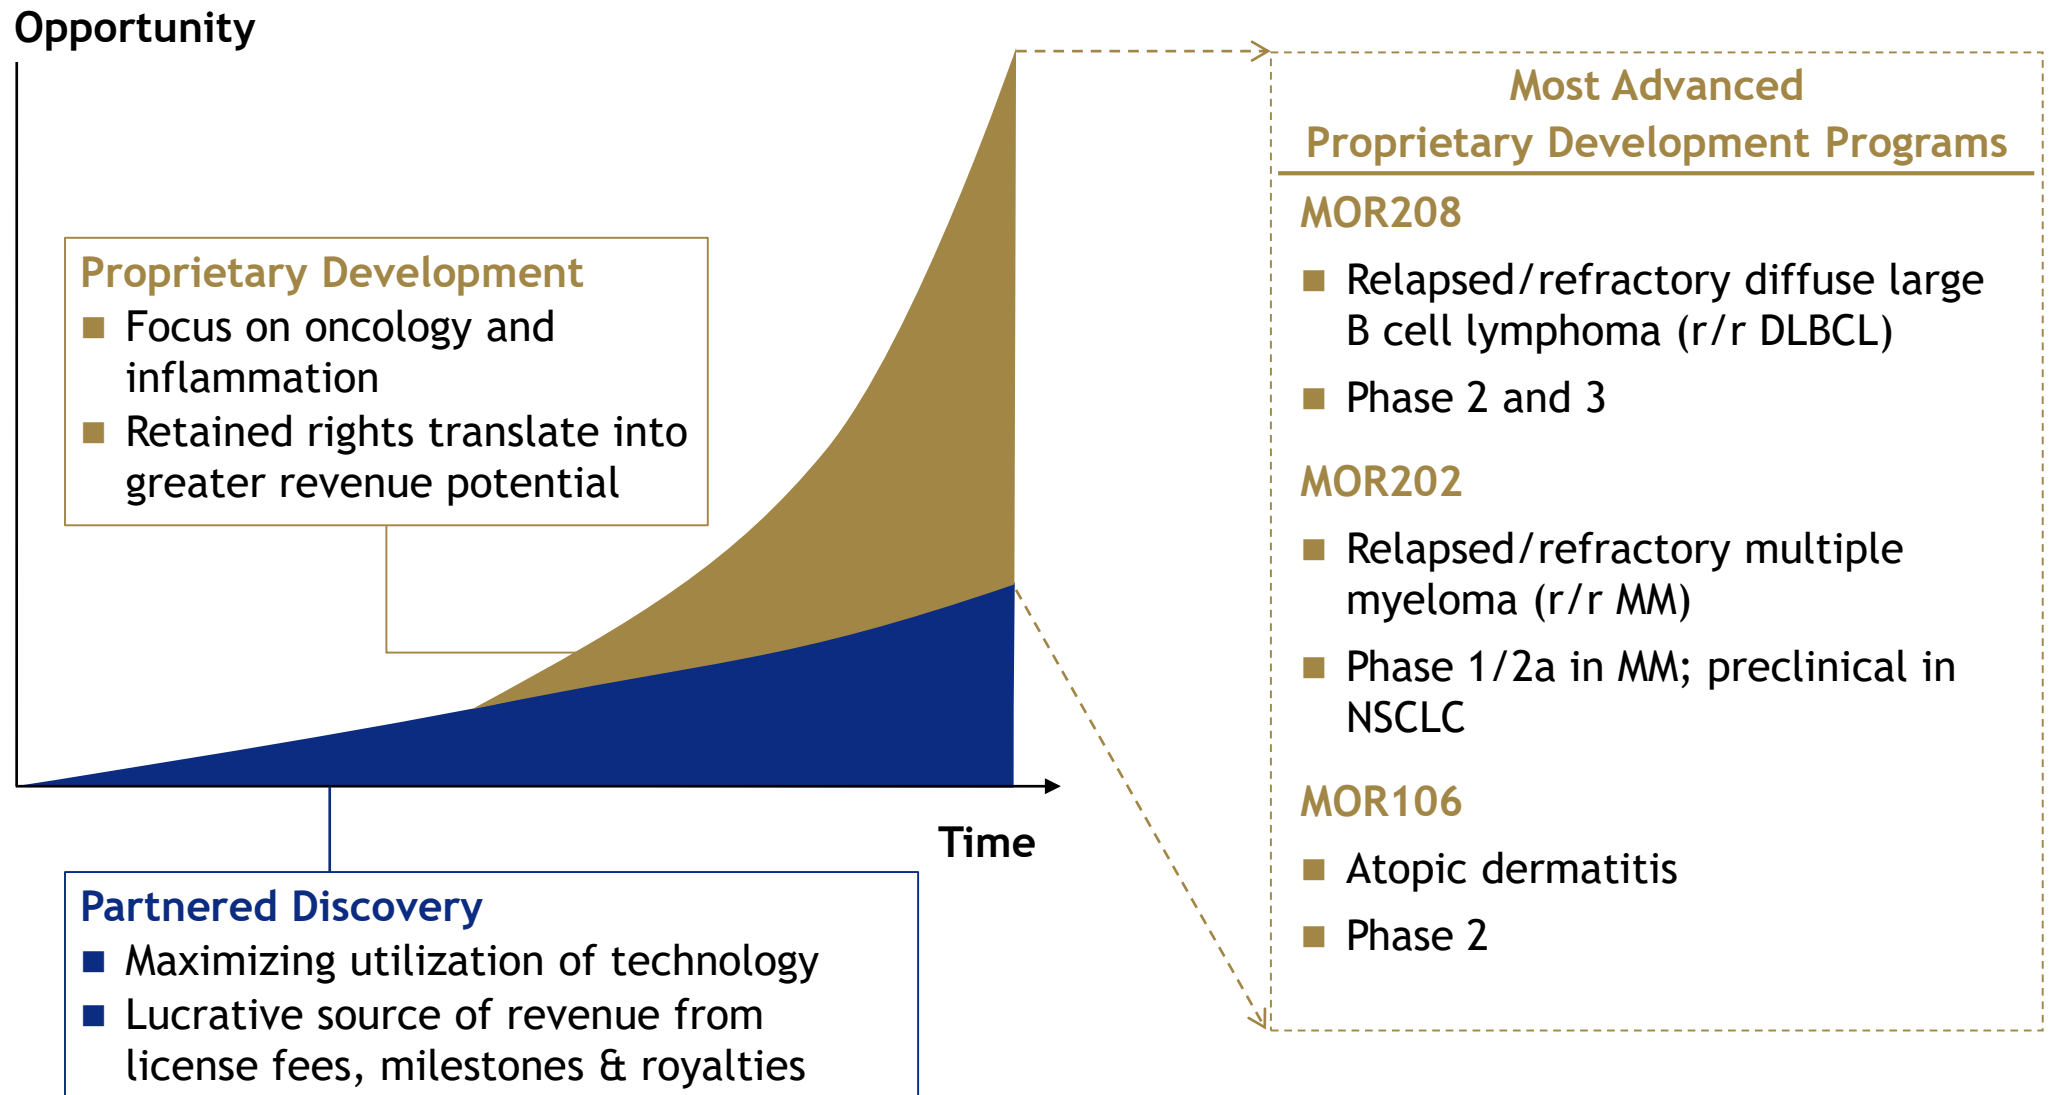 Opportunity
Proprietary Development
Focus on oncology and
inflammation
Retained rights translate into
greater revenue potential
Time
Partnered Discovery
Maximizing utilization of technology
Lucrative source of revenue from
license fees, milestones & royalties
Most Advanced
Proprietary Development Programs
MOR208
Relapsed/refractory diffuse large
B cell lymphoma (r/r DLBCL)
Phase 2 and 3
MOR202
Relapsed/refractory multiple
myeloma (r/r MM)
Phase 1/2a in MM; preclinical in
NSCLC
MOR106
Atopic dermatitis
Phase 2